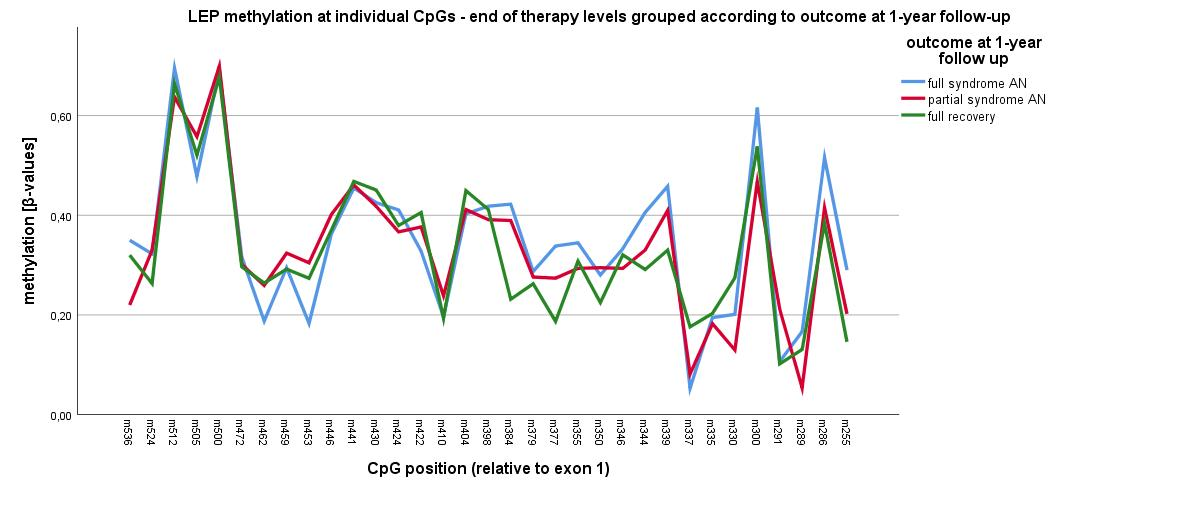 LEP methylation at individual CpGs - end of therapy levels grouped according to outcome at 1-year follow-up
outcome at 1-year
follow up
full syndrome AN
partial syndrome AN
full recovery
methylation [β-values]
0,60
0,40
0,20
0,00
m536
m524
m512
m505
m500
m472
m462
m459
m453
m446
m441
m430
m424
m422
m410
m404
m398
m384
m379
m377
m355
m350
m346
m344
m339
m337
m335
m330
m300
m291
m289
m286
m255
CpG position (relative to exon 1)